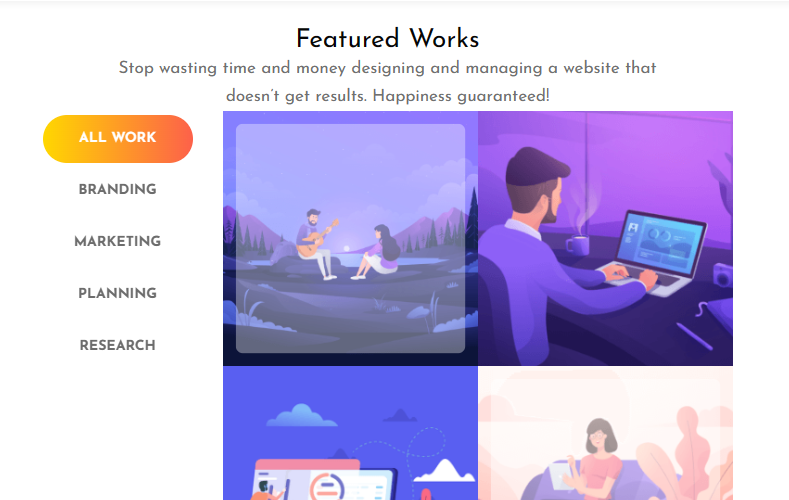 Featured Works
Stop wasting time and money designing and managing a website that
doesn't get results. Happiness guaranteed!
ALL WORK
BRANDING
MARKETING
PLANNING
RESEARCH